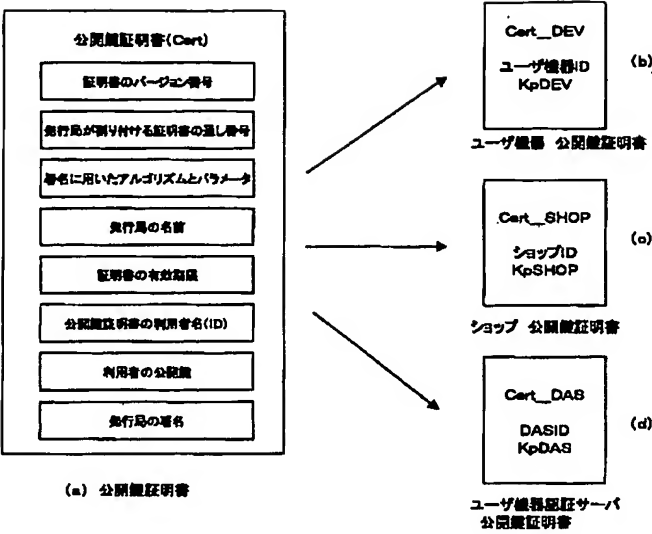 公開鍵証明書(Cert)
証明書のバージョン番号
発行局が割り付ける証明書の通し番号
署名に用いたアルゴリズムとパラメータ
発行局の名前
証明書の有効期限
公開鍵証明書の利用者名(ID)
利用者の公開鍵
発行局の署名
(a) 公開鍵証明書
Cert__DEV
ユーザ機器ID
KpDEV
(b)
ユーザ機器 公開鍵証明書
Cert__SHOP
ショップID
KpSHOP
(c)
ショップ 公開鍵証明書
Cert__DAS
DASID
KpDAS
(d)
ユーザ機器認証サーバ
公開鍵証明書